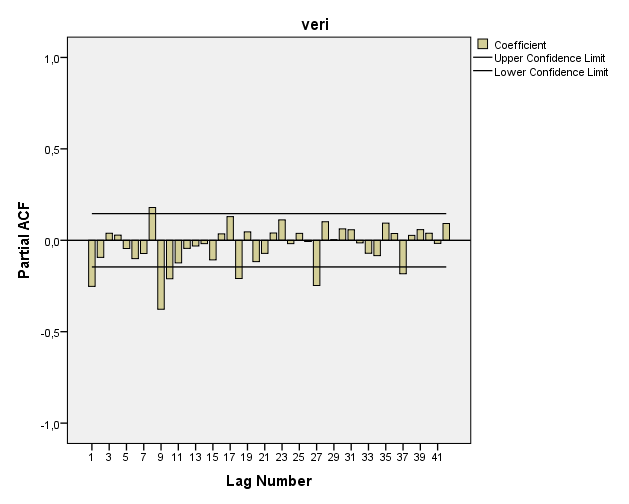 veri
Coefficient
Upper Confidence Limit
Lower Confidence Limit
1,0
0,5
0,0
-0,5
-1,0
Partial ACF
1 3 5 7 9 11 13 15 17 19 21 23 25 27 29 31 33 35 37 39 41
Lag Number